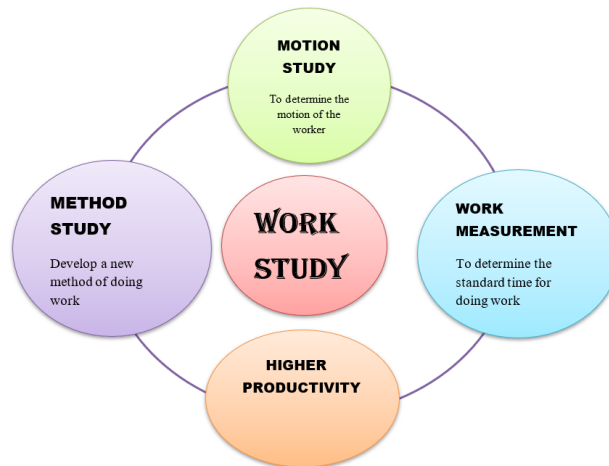 MOTION
STUDY
To determine the
motion of the
worker
METHOD
STUDY
Develop a new
method of doing
work
WORK
STUDY
WORK
MEASUREMENT
To determine the
standard time for
doing work
HIGHER
PRODUCTIVITY